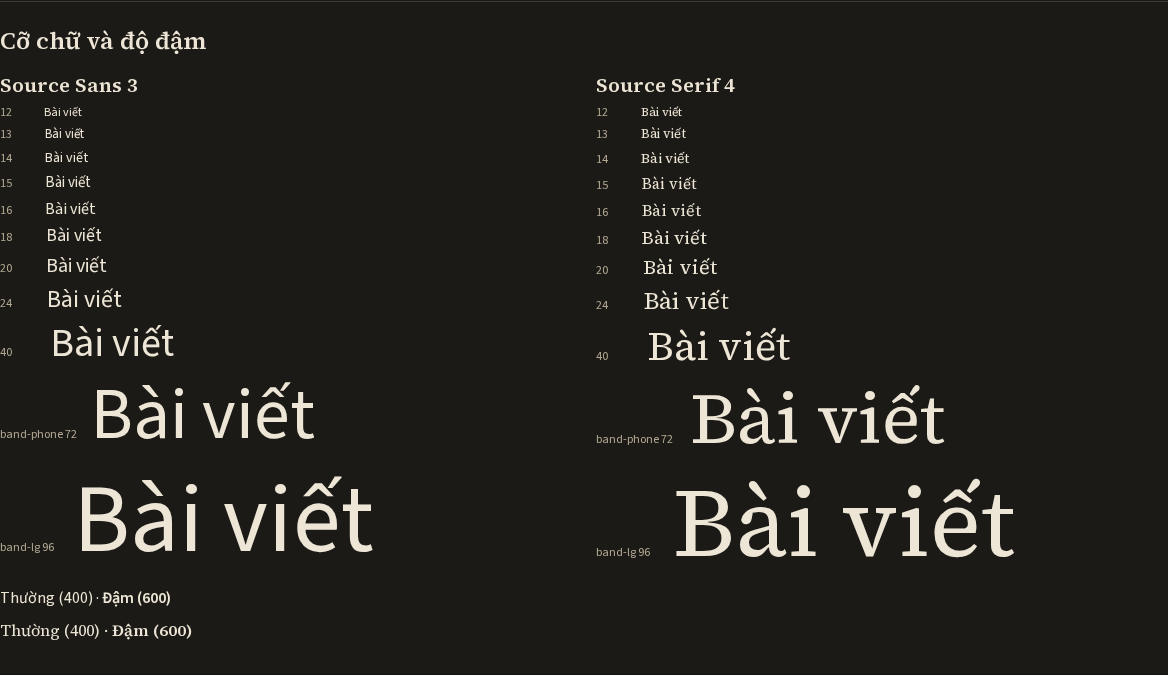 Cỡ chữ và độ đậm
Source Sans 3
12 Bài viết
13 Bài viết
14 Bài viết
15 Bài viết
16 Bài viết
18 Bài viết
20 Bài viết
24 Bài viết
40 Bài viết
band-phone 72 Bài viết
band-lg 96 Bài viết
Source Serif 4
12 Bài viết
13 Bài viết
14 Bài viết
15 Bài viết
16 Bài viết
18 Bài viết
20 Bài viết
24 Bài viết
40 Bài viết
band-phone 72 Bài viết
band-lg 96 Bài viết
Thường (400) · Đậm (600)
Thường (400) · Đậm (600)